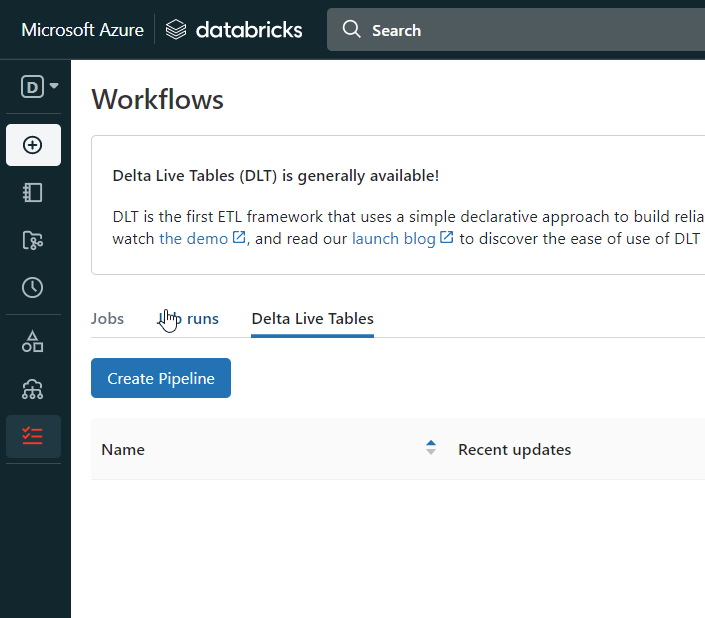 Microsoft Azure
databricks
Search
D
Workflows
Delta Live Tables (DLT) is generally available!
DLT is the first ETL framework that uses a simple declarative approach to build relia
watch the demo, and read our launch blog to discover the ease of use of DLT
Jobs
runs
Delta Live Tables
Create Pipeline
Name
Recent updates